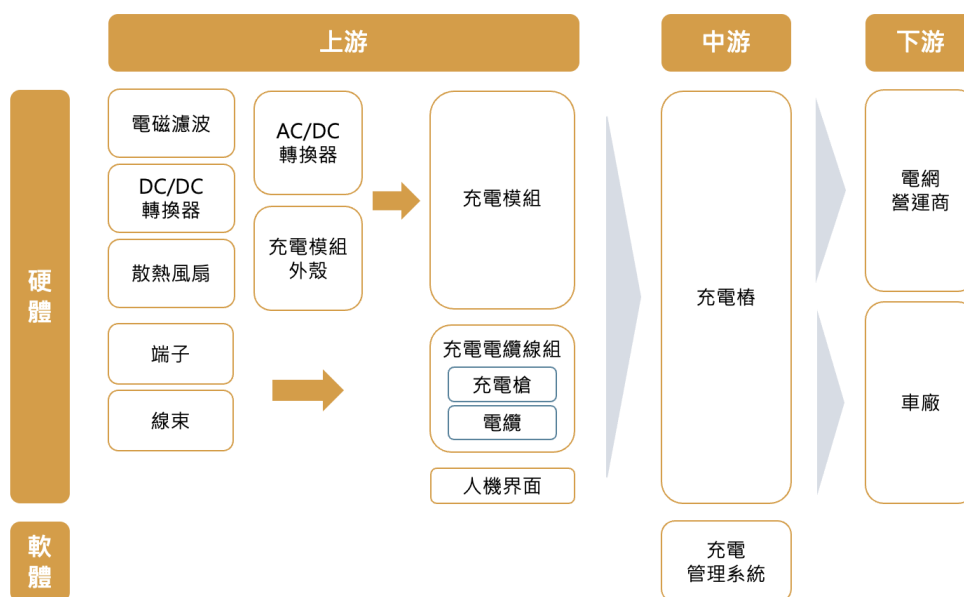 上游
中游
下游
硬
體
電磁濾波
DC/DC
轉換器
散熱風扇
AC/DC
轉換器
充電模組
外殼
充電模組
端子
線束
充電電纜線組
充電槍
電纜
人機界面
充電樁
電網
營運商
車廠
軟
體
充電
管理系統